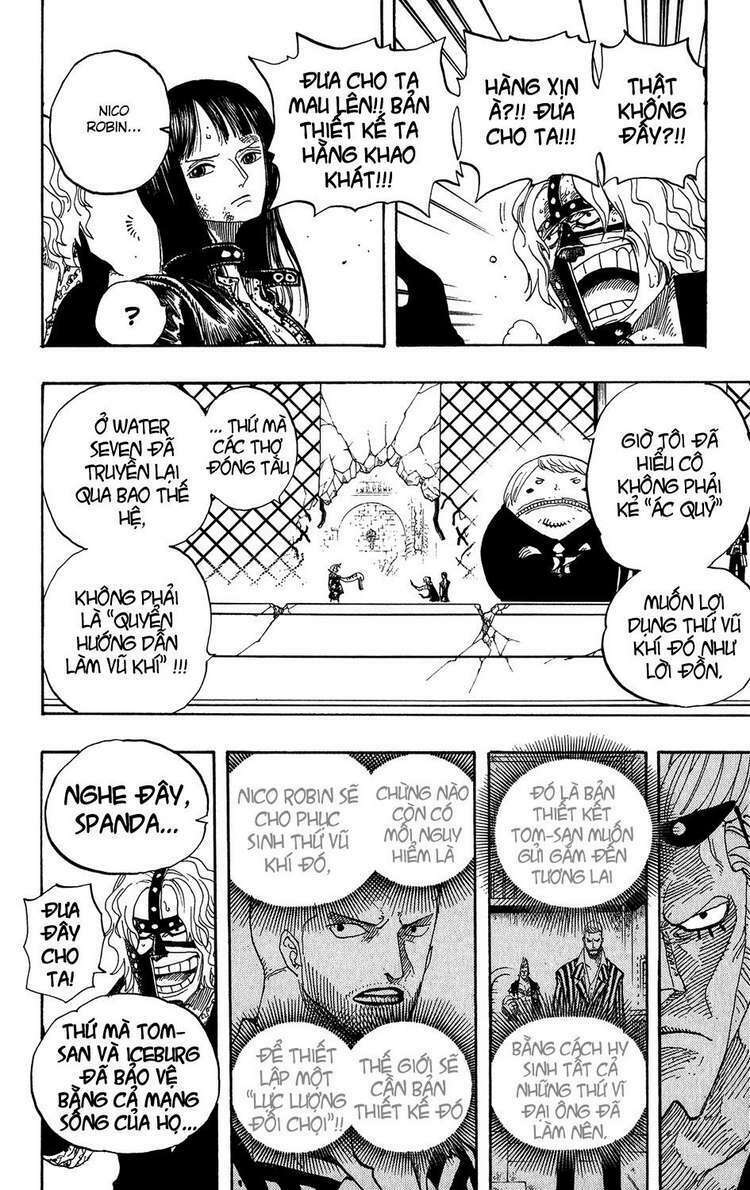 THẬT
KHÔNG
ĐẤY?!!
HÀNG XỊN
À?!! ĐƯA
CHO TA!!!
ĐƯA CHO TA
MAU LÊN!! BẢN
THIẾT KẾ TA
HẰNG KHAO
KHÁT!!!
NICO
ROBIN...
?
GIỜ TÔI ĐÃ
HIỂU CÔ
KHÔNG PHẢI
KẺ "ÁC QUỶ"
MUỐN LỢI
DỤNG THỨ VŨ
KHÍ ĐÓ NHƯ
LỜI ĐỒN.
... THỨ MÀ
CÁC THỢ
ĐÓNG TÀU
Ở WATER
SEVEN ĐÃ
TRUYỀN LẠI
QUA BAO THẾ
HỆ,
KHÔNG PHẢI
LÀ "QUYỂN
HƯỚNG DẪN
LÀM VŨ KHÍ" !!!
ĐÓ LÀ BẢN
THIẾT KẾT
TOM-SAN MUỐN
GỬI GẮM ĐẾN
TƯƠNG LAI
BẰNG CÁCH HY
SINH TẤT CẢ
NHỮNG THỨ VĨ
ĐẠI ÔNG ĐÃ
LÀM NÊN.
CHỪNG NÀO
CÒN CÓ
MỐI NGUY
HIỂM LÀ
NICO ROBIN SẼ
CHO PHỤC
SINH THỨ VŨ
KHÍ ĐÓ,
THẾ GIỚI SẼ
CẦN BẢN
THIẾT KẾ ĐÓ
ĐỂ THIẾT
LẬP MỘT
"LỰC LƯỢNG
ĐỐI CHỌI"!!
NGHE ĐÂY,
SPANDA...
ĐƯA
ĐÂY
CHO
TA!
THỨ MÀ TOM-
SAN VÀ ICEBURG
ĐÃ BẢO VỆ
BẰNG CẢ MẠNG
SỐNG CỦA HỌ...